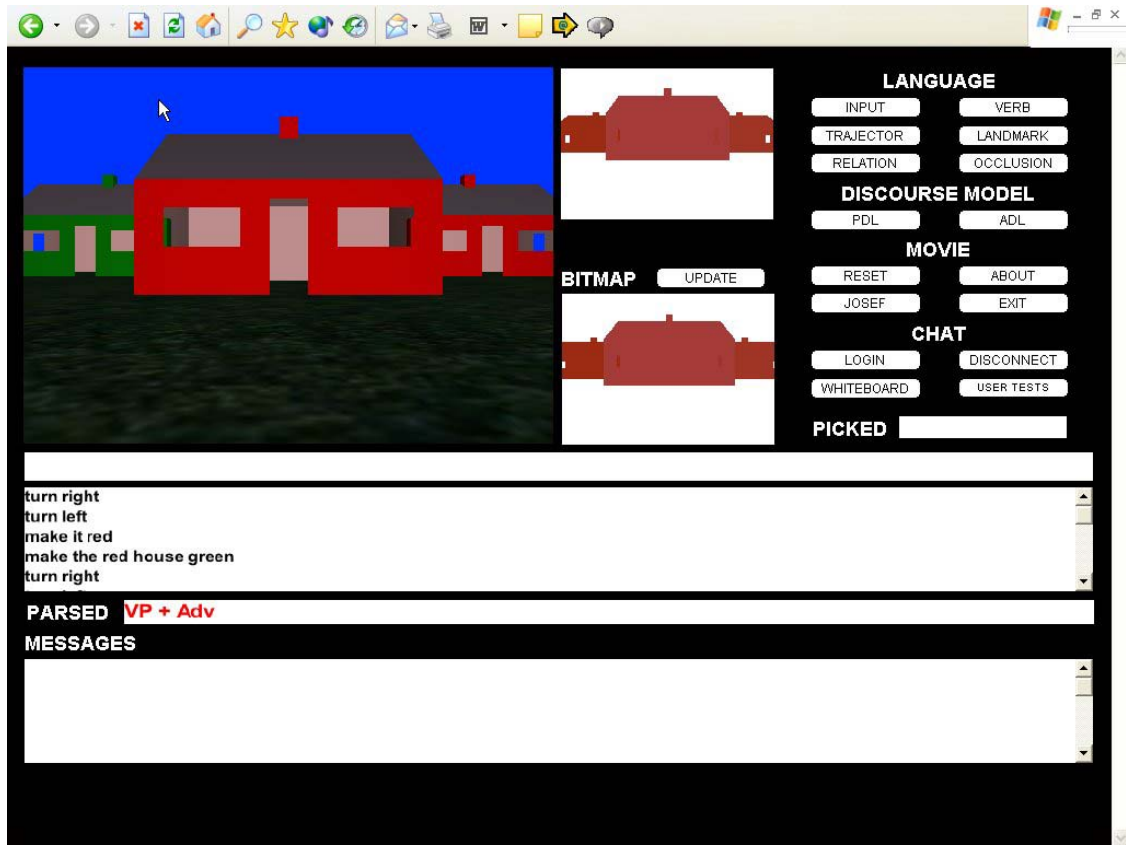 LANGUAGE
INPUT VERB
TRAJECTOR LANDMARK
RELATION OCCLUSION
DISCOURSE MODEL
PDL ADL
MOVIE
BITMAP UPDATE
RESET ABOUT
JOSEF EXIT
CHAT
LOGIN DISCONNECT
WHITEBOARD USER TESTS
PICKED
turn right
turn left
make it red
make the red house green
turn right
PARSED VP + Adv
MESSAGES